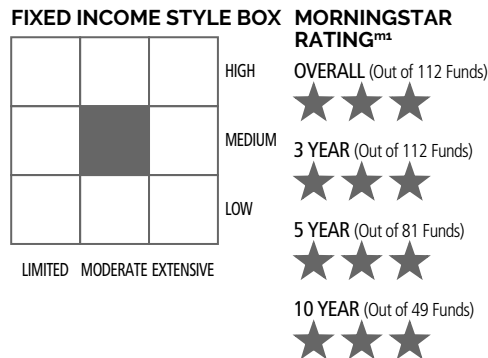 FIXED INCOME STYLE BOX
HIGH
MEDIUM
LOW
LIMITED MODERATE EXTENSIVE
MORNINGSTAR
RATINGᵐ¹
OVERALL (Out of 112 Funds)
3 YEAR (Out of 112 Funds)
5 YEAR (Out of 81 Funds)
10 YEAR (Out of 49 Funds)